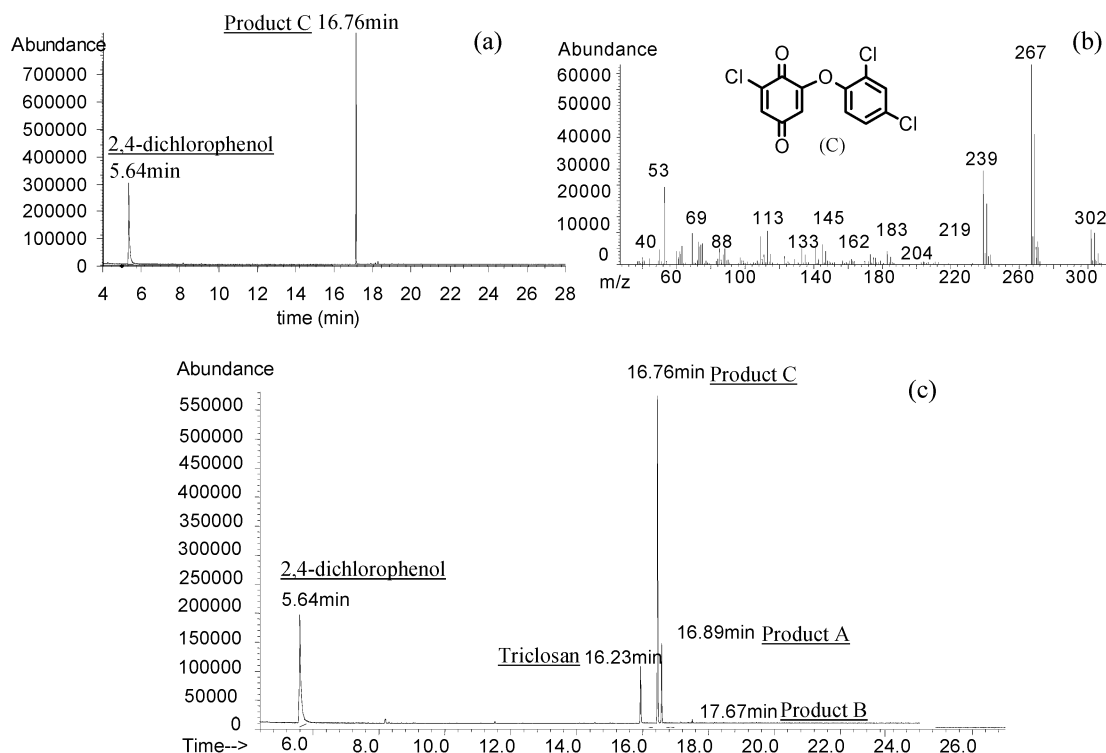 Product C 16.76min
(a)
Abundance
700000
600000
500000
400000
300000
200000
100000
0
2,4-dichlorophenol
5.64min
4 6 8 10 12 14 16 18 20 22 24 26 28
time (min)
(b)
Abundance
60000
50000
40000
30000
20000
10000
0
O
Cl
O
Cl
Cl
O
(C)
267
239
53
302
69
113
145
183
219
40
88
133
162
204
m/z
60 100 140 180 220 260 300
(c)
Abundance
16.76min Product C
550000
500000
450000
400000
350000
300000
250000
200000
150000
100000
50000
0
2,4-dichlorophenol
5.64min
16.89min Product A
Triclosan 16.23min
17.67min Product B
Time-->
6.0 8.0 10.0 12.0 14.0 16.0 18.0 20.0 22.0 24.0 26.0